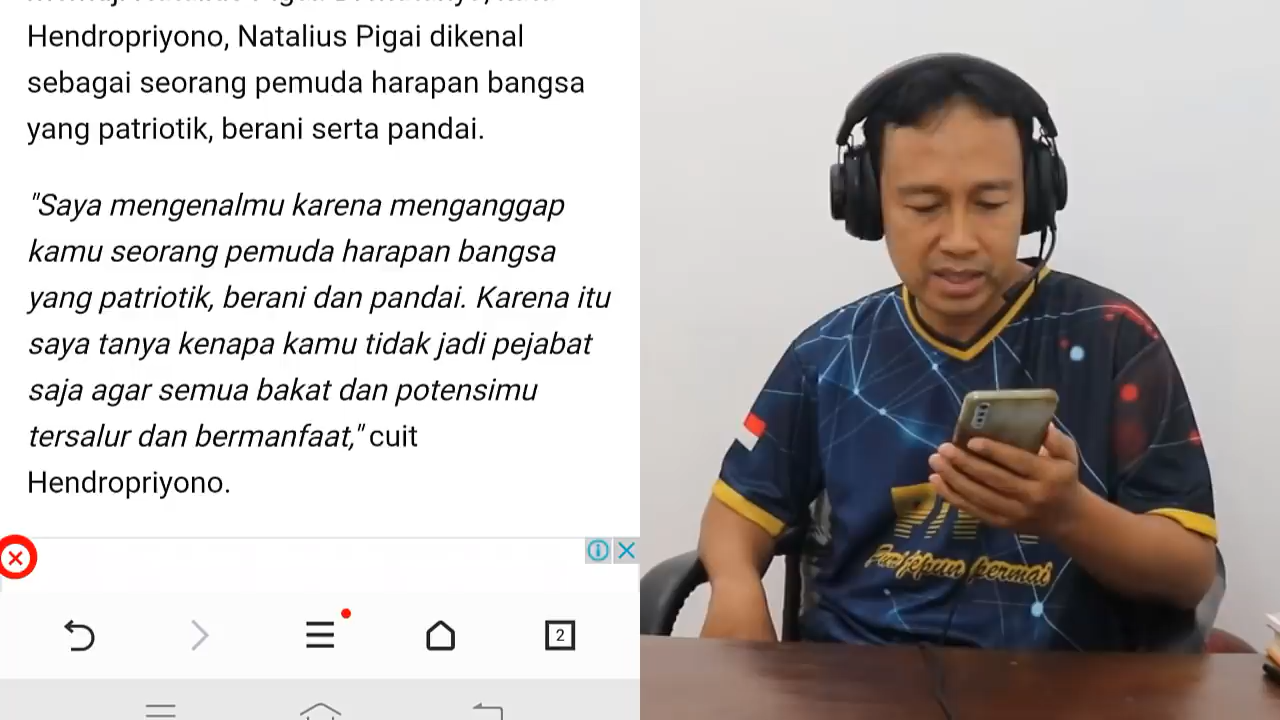 Hendropriyono, Natalius Pigai dikenal
sebagai seorang pemuda harapan bangsa
yang patriotik, berani serta pandai.
"Saya mengenalmu karena menganggap
kamu seorang pemuda harapan bangsa
yang patriotik, berani dan pandai. Karena itu
saya tanya kenapa kamu tidak jadi pejabat
saja agar semua bakat dan potensimu
tersalur dan bermanfaat," cuit
Hendropriyono.
2
permai